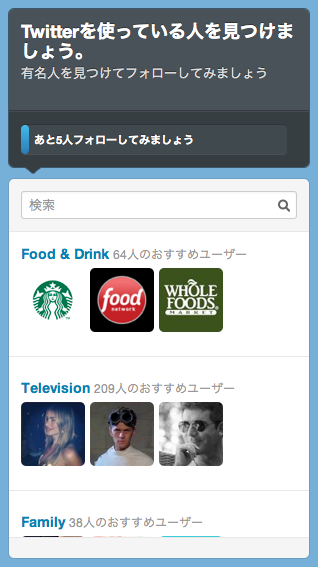 Twitterを使っている人を見つけま
しょう。
有名人を見つけてフォローしてみましょう
あと5人フォローしてみましょう
検索
Food & Drink 64人のおすすめユーザー
food
network
WHOLE
FOODS
MARKET
Television 209人のおすすめユーザー
Family 38人のおすすめユーザー